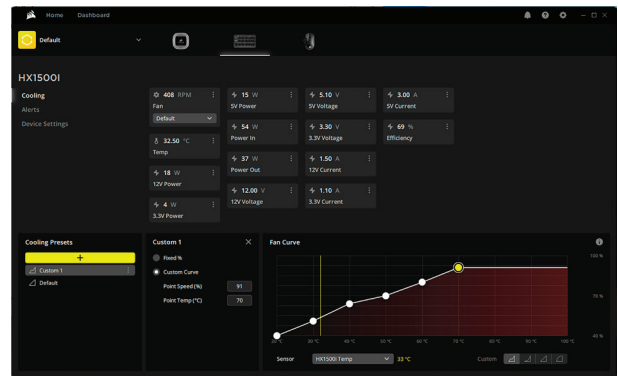 Home Dashboard
Default
HX1500I
Cooling
Alerts
Device Settings
408 RPM
Fan
Default
32.50 °C
Temp
18 W
12V Power
4 W
3.3V Power
15 W
5V Power
54 W
Power In
37 W
Power Out
12.00 V
12V Voltage
5.10 V
5V Voltage
3.30 V
3.3V Voltage
1.50 A
12V Current
1.10 A
3.3V Current
3.00 A
5V Current
69 %
Efficiency
Cooling Presets
+
Custom 1
Default
Custom 1
Fixed %
Custom Curve
Point Speed (%) 91
Point Temp (°C) 70
Fan Curve
100 %
70 %
40 %
20 °C 30 °C 40 °C 50 °C 60 °C 70 °C 80 °C 90 °C 100 °C
Sensor HX1500i Temp 33 °C Custom